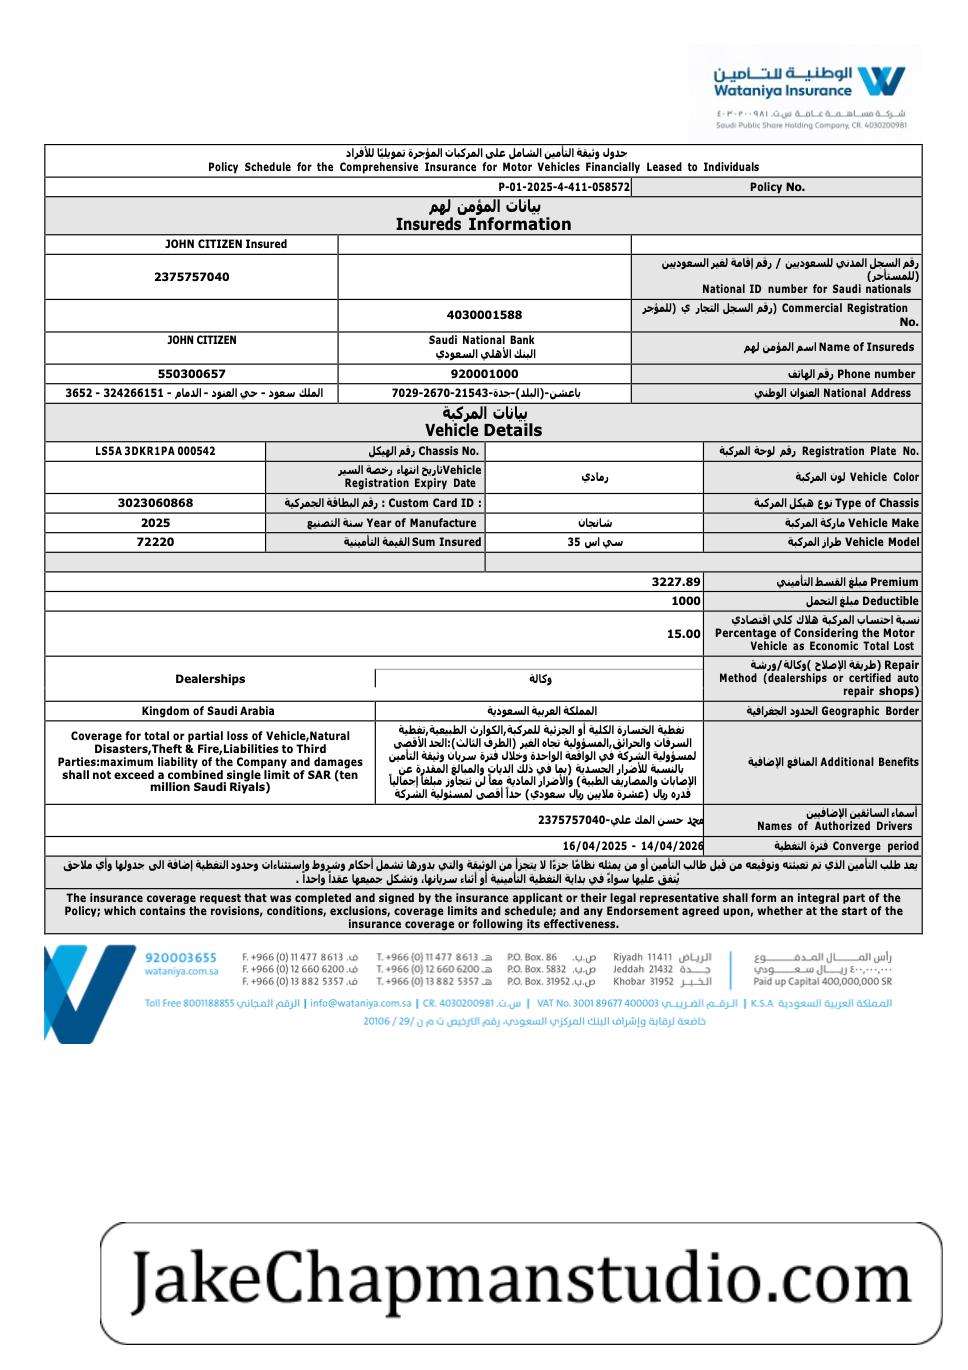 الوطنية للتأمين
Wataniya Insurance
شركة مساهمة عامة س.ت. ٤٠٣٠٢٠٠٩٨١
Saudi Public Share Holding Company, CR. 4030200981
جدول وثيقة التأمين الشامل على المركبات المؤجرة تمويليًا للأفراد
Policy Schedule for the Comprehensive Insurance for Motor Vehicles Financially Leased to Individuals
P-01-2025-4-411-058572 Policy No.
بيانات المؤمن لهم
Insureds Information
JOHN CITIZEN Insured
رقم السجل المدني للسعوديين / رقم إقامة لغير السعوديين
(للمستأجر)
2375757040
National ID number for Saudi nationals
Commercial Registration (رقم السجل التجار ي (للمؤجر
4030001588
No.
JOHN CITIZEN
Saudi National Bank
البنك الأهلي السعودي
Name of Insureds اسم المؤمن لهم
550300657 920001000 Phone number رقم الهاتف
الملك سعود - حي العنود - الدمام - 324266151 - 3652
باعشن-(البلد)-جدة-21543-2670-7029
National Address العنوان الوطني
بيانات المركبة
Vehicle Details
LS5A 3DKR1PA 000542 Chassis No. رقم الهيكل Registration Plate No. رقم لوحة المركبة
Vehicleتاريخ انتهاء رخصة السير
Registration Expiry Date
رمادي Vehicle Color لون المركبة
3023060868 : Custom Card ID : رقم البطاقة الجمركية Type of Chassis نوع هيكل المركبة
2025 Year of Manufacture سنة التصنيع شانجان Vehicle Make ماركة المركبة
72220 Sum Insured القيمة التأمينية سي اس 35 Vehicle Model طراز المركبة
3227.89 Premium مبلغ القسط التأميني
1000 Deductible مبلغ التحمل
نسبة احتساب المركبة هلاك كلي اقتصادي
15.00 Percentage of Considering the Motor
Vehicle as Economic Total Lost
Repair (طريقة الإصلاح )وكالة/ورشة
Dealerships وكالة Method (dealerships or certified auto
repair shops)
Kingdom of Saudi Arabia المملكة العربية السعودية Geographic Border الحدود الجغرافية
Coverage for total or partial loss of Vehicle,Natural
Disasters,Theft & Fire,Liabilities to Third
Parties:maximum liability of the Company and damages
shall not exceed a combined single limit of SAR (ten
million Saudi Riyals)
تغطية الخسارة الكلية أو الجزئية للمركبة,الكوارث الطبيعية,تغطية
السرقات والحرائق,المسؤولية تجاه الغير (الطرف الثالث):الحد الأقصى
لمسؤولية الشركة في الواقعة الواحدة وخلال فترة سريان وثيقة التأمين
بالنسبة للأضرار الجسدية (بما في ذلك الديات والمبالغ المقدرة عن
الإصابات والمصاريف الطبية) والأضرار المادية معاً لن تتجاوز مبلغاً إجمالياً
قدره ريال (عشرة ملايين ريال سعودي) حداً أقصى لمسئولية الشركة
Additional Benefits المنافع الإضافية
محمد حسن المك علي-2375757040
أسماء السائقين الإضافيين
Names of Authorized Drivers
16/04/2025 - 14/04/2026 Converge period فترة التغطية
يعد طلب التأمين الذي تم تعبئته وتوقيعه من قبل طالب التأمين أو من يمثله نظامًا جزءًا لا يتجزأ من الوثيقة والتي بدورها تشمل أحكام وشروط واستثناءات وحدود التغطية إضافة الى جدولها وأي ملاحق
يُتفق عليها سواءً في بداية التغطية التأمينية أو أثناء سريانها، وتشكل جميعها عقداً واحداً .
The insurance coverage request that was completed and signed by the insurance applicant or their legal representative shall form an integral part of the
Policy; which contains the rovisions, conditions, exclusions, coverage limits and schedule; and any Endorsement agreed upon, whether at the start of the
insurance coverage or following its effectiveness.
920003655 F. +966 (0) 11 477 8613 ف. T. +966 (0) 11 477 8613 هـ P.O. Box. 86 ص.ب. Riyadh 11411 الرياض رأس المال المدفوع
wataniya.com.sa F. +966 (0) 12 660 6200 ف. T. +966 (0) 12 660 6200 هـ P.O. Box. 5832 ص.ب. Jeddah 21432 جدة ٤٠٠,٠٠٠,٠٠٠ ريال سعودي
F. +966 (0) 13 882 5357 ف. T. +966 (0) 13 882 5357 هـ P.O. Box. 31952 ص.ب. Khobar 31952 الخبر Paid up Capital 400,000,000 SR
Toll Free 8001188855 الرقم المجاني | info@wataniya.com.sa | CR. 4030200981 س.ت. | VAT No. 3001 89677 400003 الرقم الضريبي | K.S.A المملكة العربية السعودية
خاضعة لرقابة وإشراف البنك المركزي السعودي، رقم الترخيص ت م ن /29 / 20106
JakeChapmanstudio.com